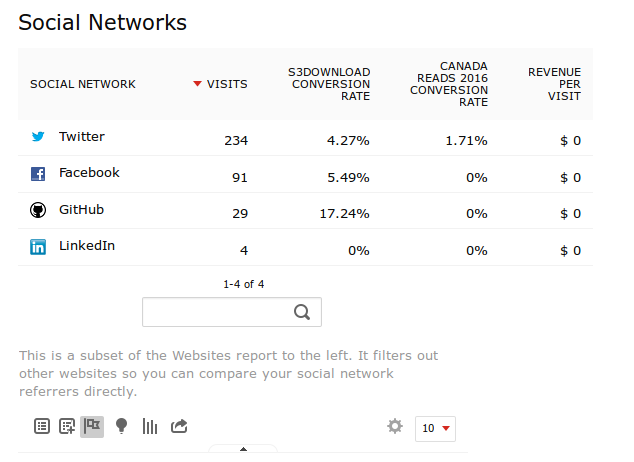 Social Networks
SOCIAL NETWORK VISITS S3DOWNLOAD CONVERSION RATE CANADA READS 2016 CONVERSION RATE REVENUE PER VISIT
Twitter 234 4.27% 1.71% $ 0
Facebook 91 5.49% 0% $ 0
GitHub 29 17.24% 0% $ 0
LinkedIn 4 0% 0% $ 0
1-4 of 4
This is a subset of the Websites report to the left. It filters out
other websites so you can compare your social network
referrers directly.
10